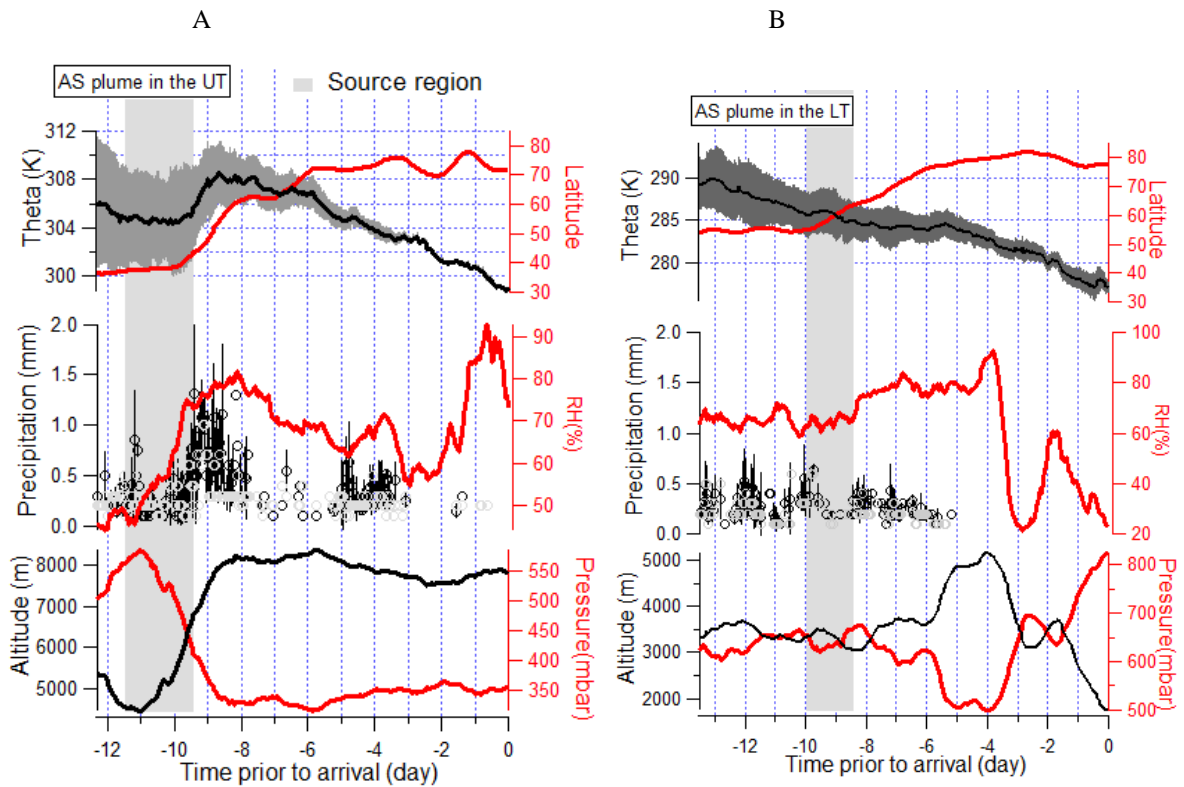 A
B
AS plume in the UT
Source region
AS plume in the LT
312
308
304
300
Theta (K)
80
70
60
50
40
30
Latitude
290
285
280
Theta (K)
80
70
60
50
40
30
Latitude
2.0
1.5
1.0
0.5
0.0
Precipitation (mm)
90
80
70
60
50
RH(%)
2.0
1.5
1.0
0.5
0.0
Precipitation (mm)
100
80
60
40
20
RH(%)
8000
7000
6000
5000
Altitude (m)
550
500
450
400
350
Pressure(mbar)
5000
4500
4000
3500
3000
2500
2000
Altitude (m)
800
750
700
650
600
550
500
Pressure(mbar)
-12 -10 -8 -6 -4 -2 0
Time prior to arrival (day)
-12 -10 -8 -6 -4 -2 0
Time prior to arrival (day)